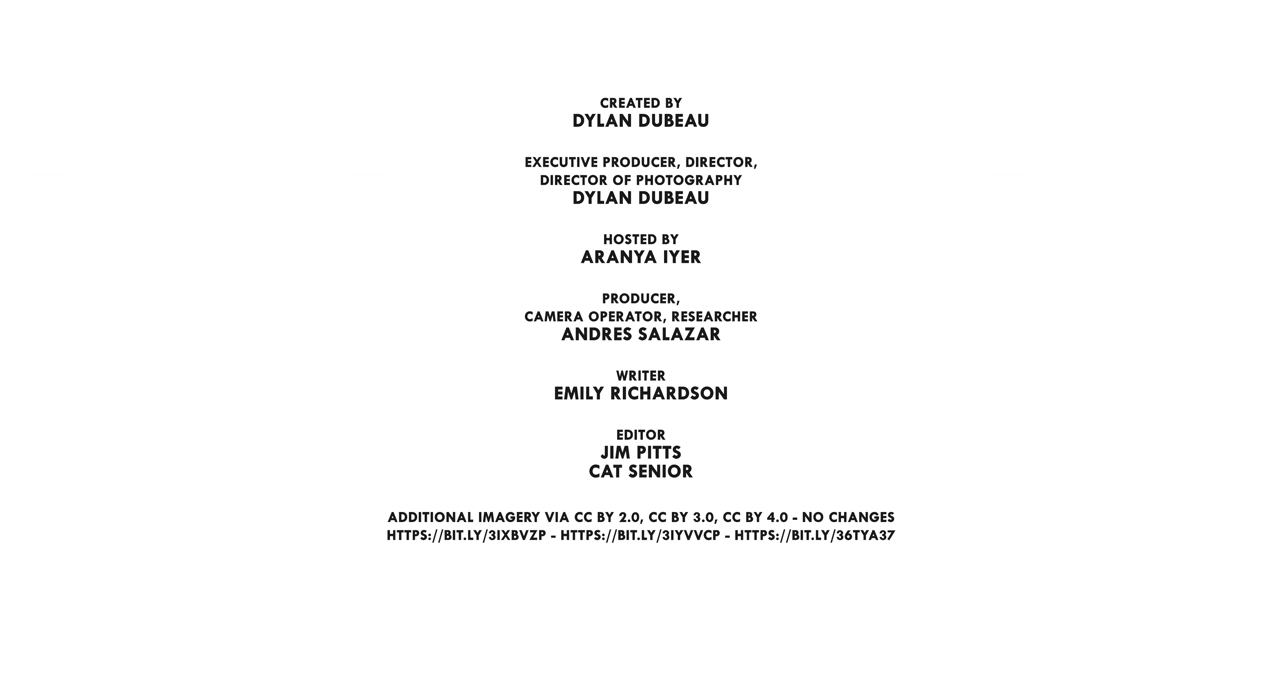 CREATED BY
DYLAN DUBEAU
EXECUTIVE PRODUCER, DIRECTOR,
DIRECTOR OF PHOTOGRAPHY
DYLAN DUBEAU
HOSTED BY
ARANYA IYER
PRODUCER,
CAMERA OPERATOR, RESEARCHER
ANDRES SALAZAR
WRITER
EMILY RICHARDSON
EDITOR
JIM PITTS
CAT SENIOR
ADDITIONAL IMAGERY VIA CC BY 2.0, CC BY 3.0, CC BY 4.0 - NO CHANGES
HTTPS://BIT.LY/3IXBVZP - HTTPS://BIT.LY/3IYVVCP - HTTPS://BIT.LY/36TYA37